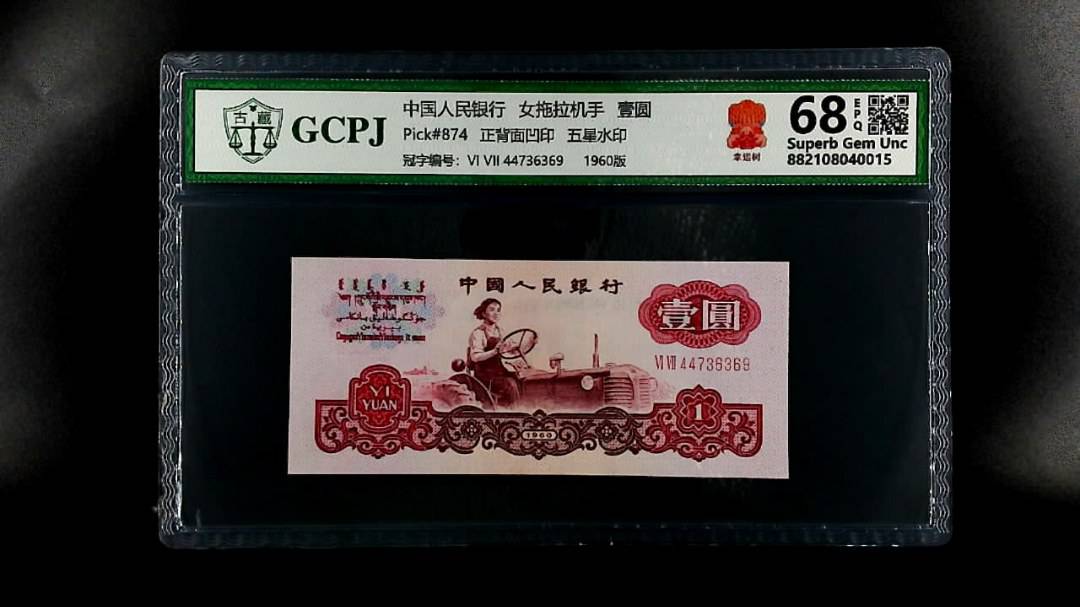 古藏
GCPJ
中国人民银行 女拖拉机手 壹圆
Pick#874 正背面凹印 五星水印
冠字编号: VI VII 44736369 1960版
幸运树
68 EPQ
Superb Gem Unc
882108040015
中國人民銀行
壹圓
VI VII 44736369
YI
YUAN
1
1960